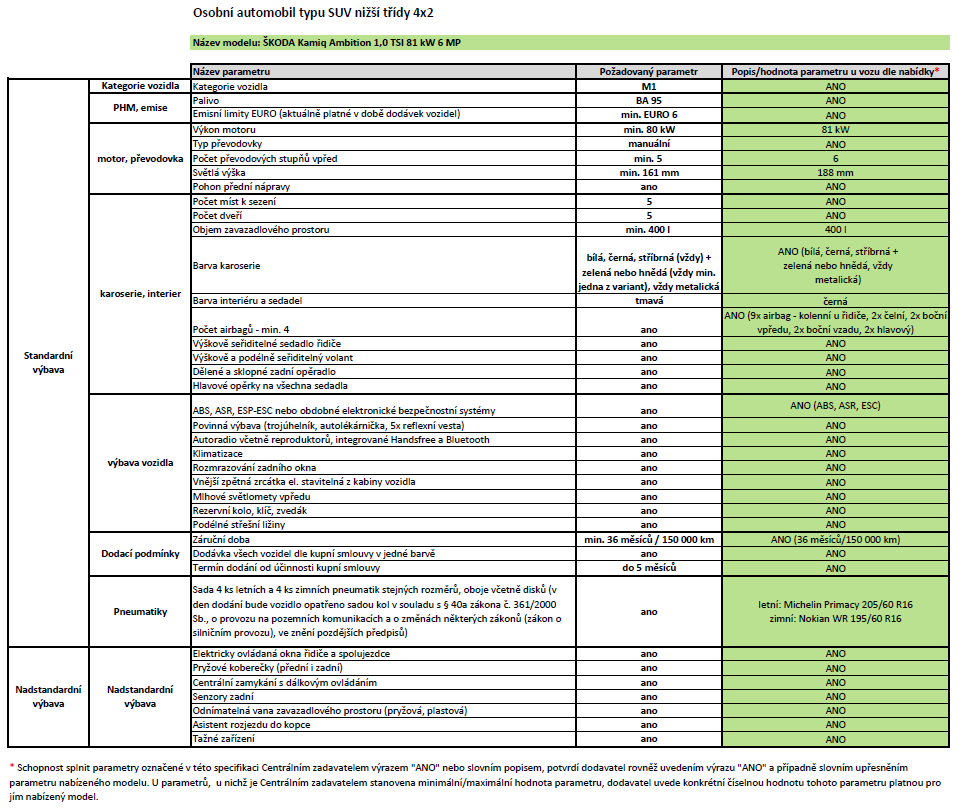 Osobní automobil typu SUV nižší třídy 4x2
Název modelu: ŠKODA Kamiq Ambition 1,0 TSI 81 kW 6 MP
Název parametru Požadovaný parametr Popis/hodnota parametru u vozu dle nabídky*
Standardní výbava
Kategorie vozidla Kategorie vozidla M1 ANO
PHM, emise
Palivo BA 95 ANO
Emisní limity EURO (aktuálně platné v době dodávek vozidel) min. EURO 6 ANO
motor, převodovka
Výkon motoru min. 80 kW 81 kW
Typ převodovky manuální ANO
Počet převodových stupňů vpřed min. 5 6
Světlá výška min. 161 mm 188 mm
Pohon přední nápravy ano ANO
karoserie, interier
Počet míst k sezení 5 ANO
Počet dveří 5 ANO
Objem zavazadlového prostoru min. 400 l 400 l
Barva karoserie
bílá, černá, stříbrná (vždy) +
zelená nebo hnědá (vždy min.
jedna z variant), vždy metalická
ANO (bílá, černá, stříbrná +
zelená nebo hnědá, vždy
metalická)
Barva interiéru a sedadel tmavá černá
Počet airbagů - min. 4 ano
ANO (9x airbag - kolenní u řidiče, 2x čelní, 2x boční
vpředu, 2x boční vzadu, 2x hlavový)
Výškově seřiditelné sedadlo řidiče ano ANO
Výškově a podélně seřiditelný volant ano ANO
Dělené a sklopné zadní opěradlo ano ANO
Hlavové opěrky na všechna sedadla ano ANO
výbava vozidla
ABS, ASR, ESP-ESC nebo obdobné elektronické bezpečnostní systémy ano ANO (ABS, ASR, ESC)
Povinná výbava (trojúhelník, autolékárnička, 5x reflexní vesta) ano ANO
Autoradio včetně reproduktorů, integrované Handsfree a Bluetooth ano ANO
Klimatizace ano ANO
Rozmrazování zadního okna ano ANO
Vnější zpětná zrcátka el. stavitelná z kabiny vozidla ano ANO
Mlhové světlomety vpředu ano ANO
Rezervní kolo, klíč, zvedák ano ANO
Podélné střešní ližiny ano ANO
Dodací podmínky
Záruční doba min. 36 měsíců / 150 000 km ANO (36 měsíců/150 000 km)
Dodávka všech vozidel dle kupní smlouvy v jedné barvě ano ANO
Termín dodání od účinnosti kupní smlouvy do 5 měsíců ANO
Pneumatiky
Sada 4 ks letních a 4 ks zimních pneumatik stejných rozměrů, oboje včetně disků (v
den dodání bude vozidlo opatřeno sadou kol v souladu s § 40a zákona č. 361/2000
Sb., o provozu na pozemních komunikacích a o změnách některých zákonů (zákon o
silničním provozu), ve znění pozdějších předpisů)
ano
letní: Michelin Primacy 205/60 R16
zimní: Nokian WR 195/60 R16
Nadstandardní výbava
Nadstandardní výbava
Elektricky ovládaná okna řidiče a spolujezdce ano ANO
Pryžové koberečky (přední i zadní) ano ANO
Centrální zamykání s dálkovým ovládáním ano ANO
Senzory zadní ano ANO
Odnímatelná vana zavazadlového prostoru (pryžová, plastová) ano ANO
Asistent rozjezdu do kopce ano ANO
Tažné zařízení ano ANO
* Schopnost splnit parametry označené v této specifikaci Centrálním zadavatelem výrazem "ANO" nebo slovním popisem, potvrdí dodavatel rovněž uvedením výrazu "ANO" a případně slovním upřesněním
parametru nabízeného modelu. U parametrů, u nichž je Centrálním zadavatelem stanovena minimální/maximální hodnota parametru, dodavatel uvede konkrétní číselnou hodnotu tohoto parametru platnou pro
jím nabízený model.